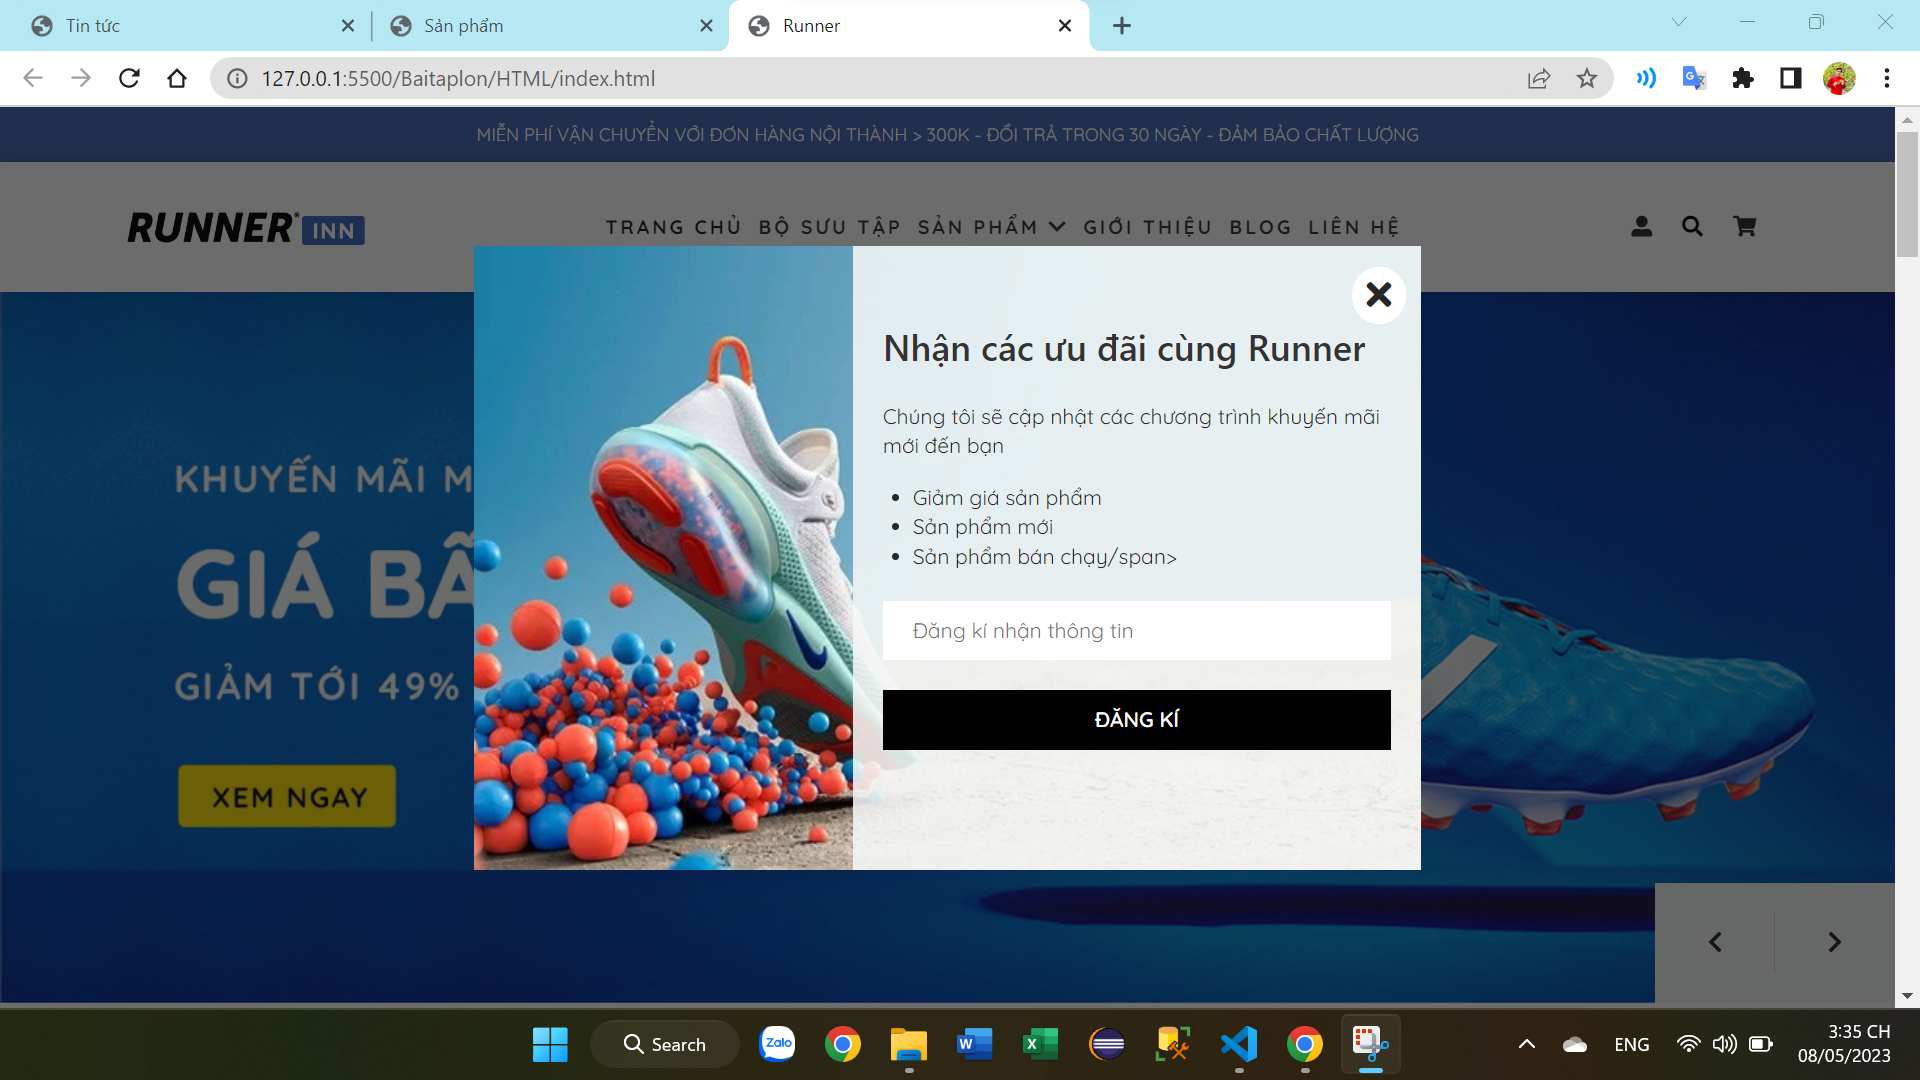 Tin tức
Sản phẩm
Runner
127.0.0.1:5500/Baitaplon/HTML/index.html
MIỄN PHÍ VẬN CHUYỂN VỚI ĐƠN HÀNG NỘI THÀNH > 300K - ĐỔI TRẢ TRONG 30 NGÀY - ĐẢM BẢO CHẤT LƯỢNG
RUNNER INN
TRANG CHỦ BỘ SƯU TẬP SẢN PHẨM GIỚI THIỆU BLOG LIÊN HỆ
KHUYẾN MÃI M
GIÁ BÃ
GIẢM TỚI 49%
XEM NGAY
Nhận các ưu đãi cùng Runner
Chúng tôi sẽ cập nhật các chương trình khuyến mãi
mới đến bạn
Giảm giá sản phẩm
Sản phẩm mới
Sản phẩm bán chạy/span>
Đăng kí nhận thông tin
ĐĂNG KÍ
Search
Zalo
ENG
3:35 CH
08/05/2023